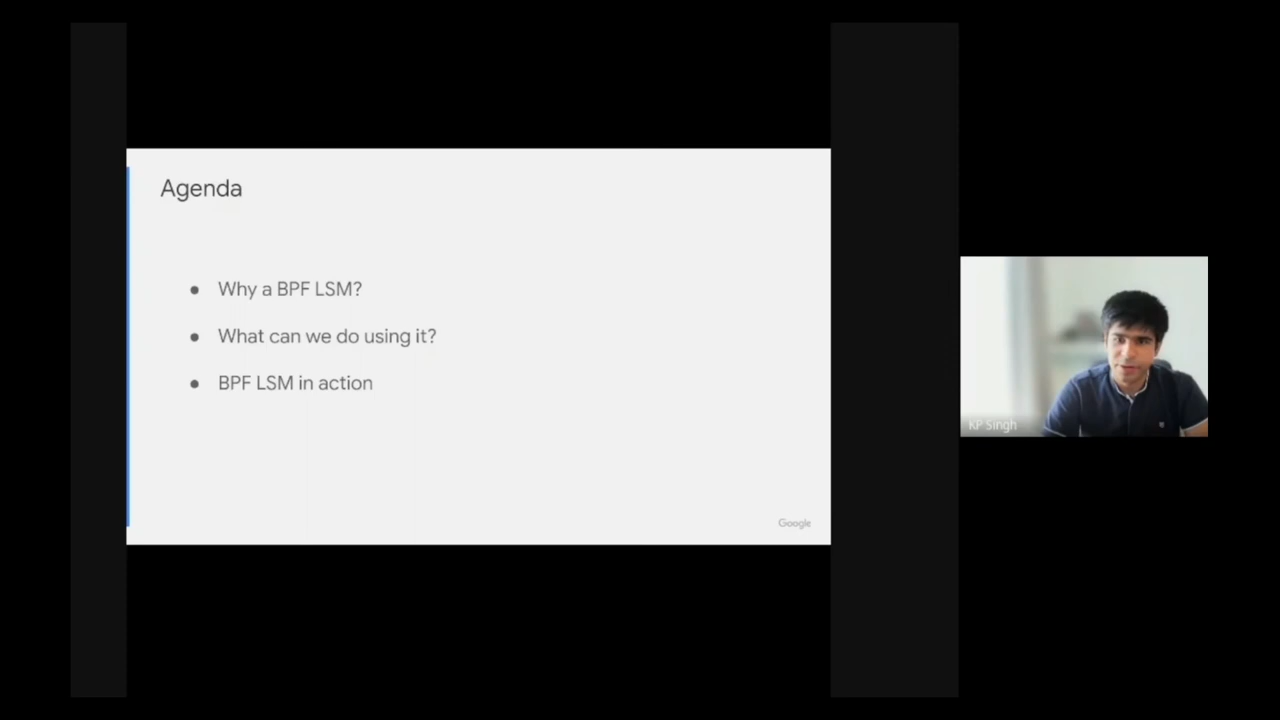 Agenda
● Why a BPF LSM?
● What can we do using it?
● BPF LSM in action
Google
KP Singh